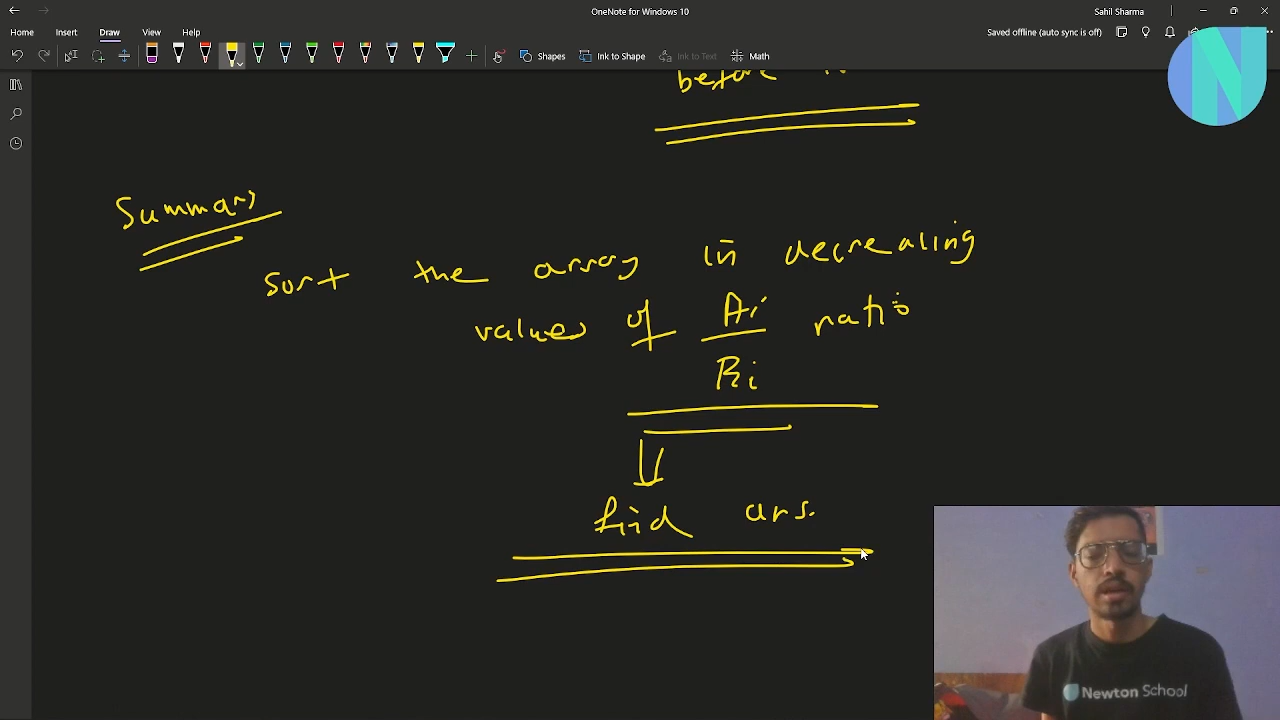 OneNote for Windows 10
Sahil Sharma
Home Insert Draw View Help
Saved offline (auto sync is off)
Shapes Ink to Shape Ink to Text Math
before
Summary
Sort the array in decreasing
values of Ai ratio
Ri
find ans.
Newton School